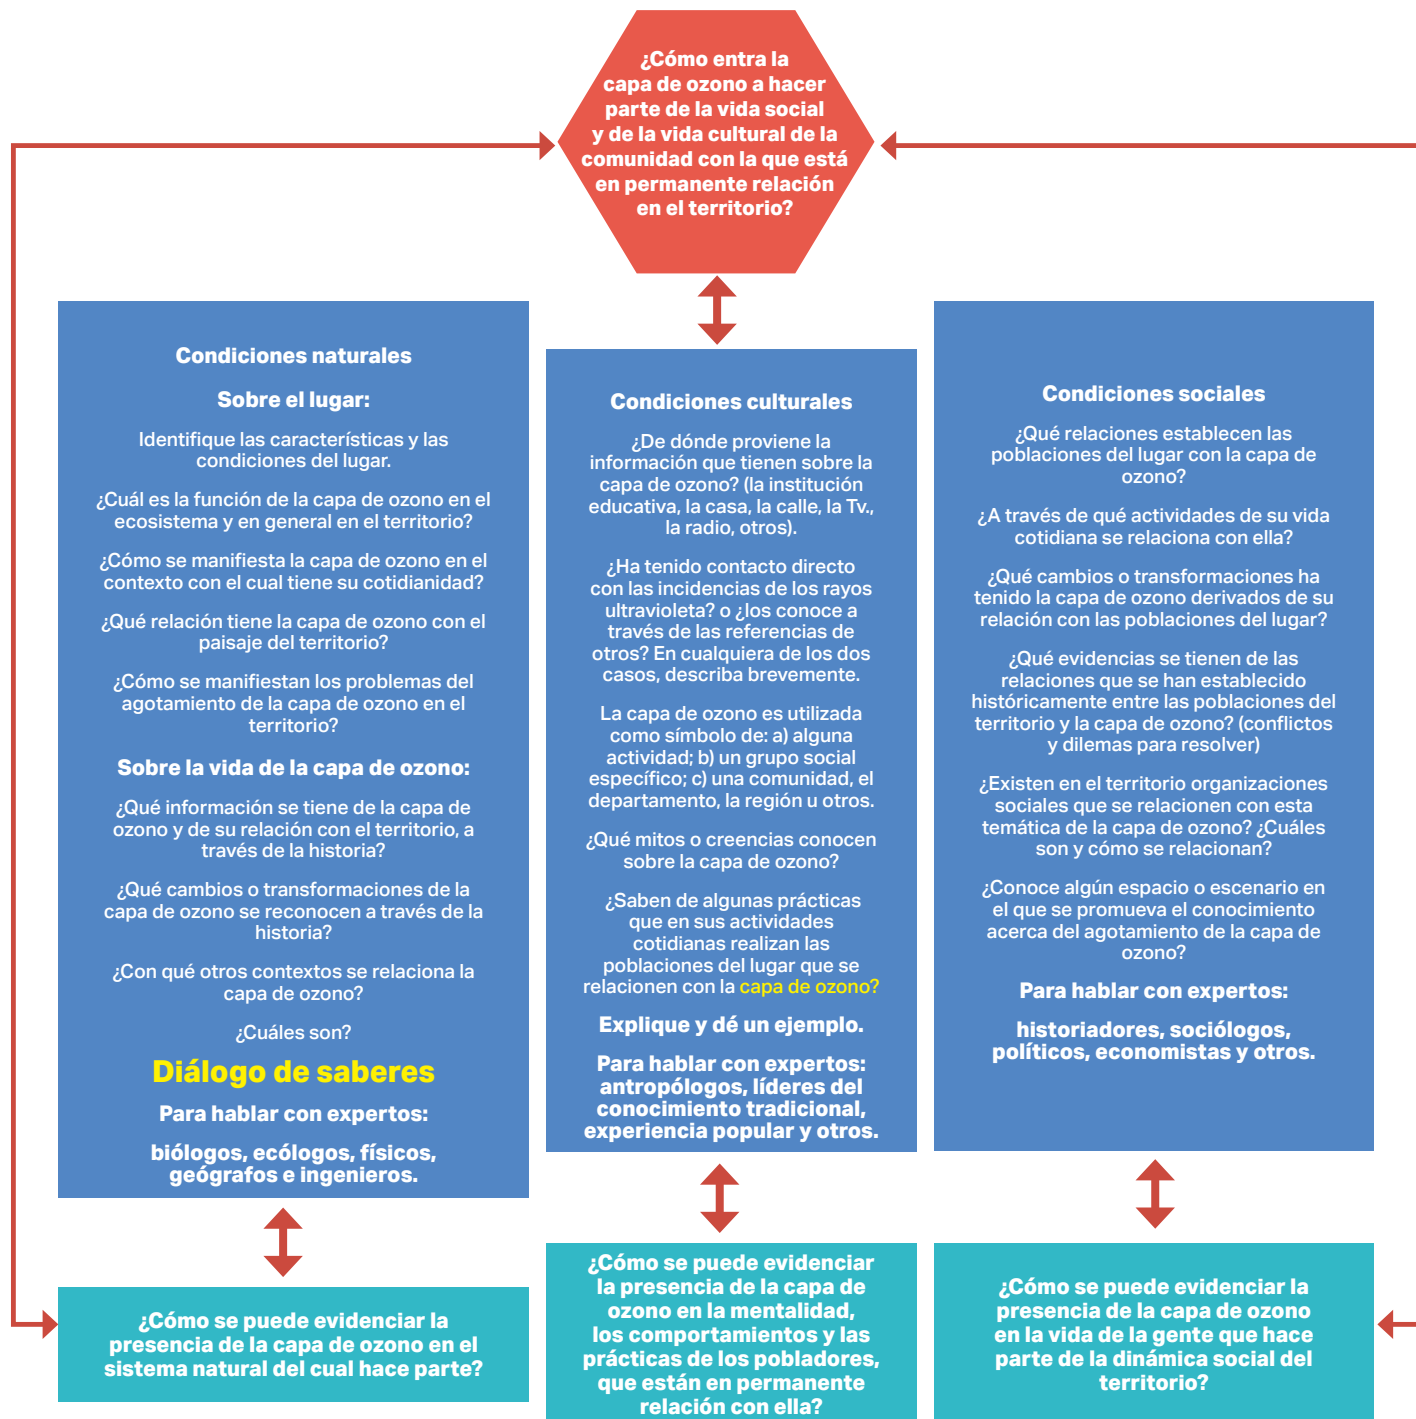 ¿Cómo entra la
capa de ozono a hacer
parte de la vida social
y de la vida cultural de la
comunidad con la que está
en permanente relación
en el territorio?
Condiciones naturales
Sobre el lugar:
Identifique las características y las
condiciones del lugar.
¿Cuál es la función de la capa de ozono en el
ecosistema y en general en el territorio?
¿Cómo se manifiesta la capa de ozono en el
contexto con el cual tiene su cotidianidad?
¿Qué relación tiene la capa de ozono con el
paisaje del territorio?
¿Cómo se manifiestan los problemas del
agotamiento de la capa de ozono en el
territorio?
Sobre la vida de la capa de ozono:
¿Qué información se tiene de la capa de
ozono y de su relación con el territorio, a
través de la historia?
¿Qué cambios o transformaciones de la
capa de ozono se reconocen a través de la
historia?
¿Con qué otros contextos se relaciona la
capa de ozono?
¿Cuáles son?
Diálogo de saberes
Para hablar con expertos:
biólogos, ecólogos, físicos,
geógrafos e ingenieros.
Condiciones culturales
¿De dónde proviene la
información que tienen sobre la
capa de ozono? (la institución
educativa, la casa, la calle, la Tv.,
la radio, otros).
¿Ha tenido contacto directo
con las incidencias de los rayos
ultravioleta? o ¿los conoce a
través de las referencias de
otros? En cualquiera de los dos
casos, describa brevemente.
La capa de ozono es utilizada
como símbolo de: a) alguna
actividad; b) un grupo social
específico; c) una comunidad, el
departamento, la región u otros.
¿Qué mitos o creencias conocen
sobre la capa de ozono?
¿Saben de algunas prácticas
que en sus actividades
cotidianas realizan las
poblaciones del lugar que se
relacionen con la capa de ozono?
Explique y dé un ejemplo.
Para hablar con expertos:
antropólogos, líderes del
conocimiento tradicional,
experiencia popular y otros.
Condiciones sociales
¿Qué relaciones establecen las
poblaciones del lugar con la capa de
ozono?
¿A través de qué actividades de su vida
cotidiana se relaciona con ella?
¿Qué cambios o transformaciones ha
tenido la capa de ozono derivados de su
relación con las poblaciones del lugar?
¿Qué evidencias se tienen de las
relaciones que se han establecido
históricamente entre las poblaciones del
territorio y la capa de ozono? (conflictos
y dilemas para resolver)
¿Existen en el territorio organizaciones
sociales que se relacionen con esta
temática de la capa de ozono? ¿Cuáles
son y cómo se relacionan?
¿Conoce algún espacio o escenario en
el que se promueva el conocimiento
acerca del agotamiento de la capa de
ozono?
Para hablar con expertos:
historiadores, sociólogos,
políticos, economistas y otros.
¿Cómo se puede evidenciar la
presencia de la capa de ozono en el
sistema natural del cual hace parte?
¿Cómo se puede evidenciar
la presencia de la capa de
ozono en la mentalidad,
los comportamientos y las
prácticas de los pobladores,
que están en permanente
relación con ella?
¿Cómo se puede evidenciar la
presencia de la capa de ozono
en la vida de la gente que hace
parte de la dinámica social del
territorio?